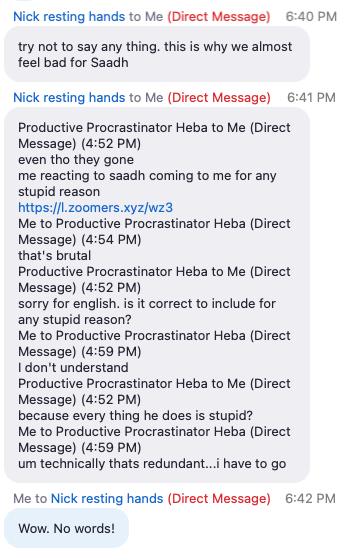 Nick resting hands to Me (Direct Message) 6:40 PM
try not to say any thing. this is why we almost
feel bad for Saadh
Nick resting hands to Me (Direct Message) 6:41 PM
Productive Procrastinator Heba to Me (Direct
Message) (4:52 PM)
even tho they gone
me reacting to saadh coming to me for any
stupid reason
https://l.zoomers.xyz/wz3
Me to Productive Procrastinator Heba (Direct
Message) (4:54 PM)
that's brutal
Productive Procrastinator Heba to Me (Direct
Message) (4:52 PM)
sorry for english. is it correct to include for
any stupid reason?
Me to Productive Procrastinator Heba (Direct
Message) (4:59 PM)
I don't understand
Productive Procrastinator Heba to Me (Direct
Message) (4:52 PM)
because every thing he does is stupid?
Me to Productive Procrastinator Heba (Direct
Message) (4:59 PM)
um technically thats redundant...i have to go
Me to Nick resting hands (Direct Message) 6:42 PM
Wow. No words!